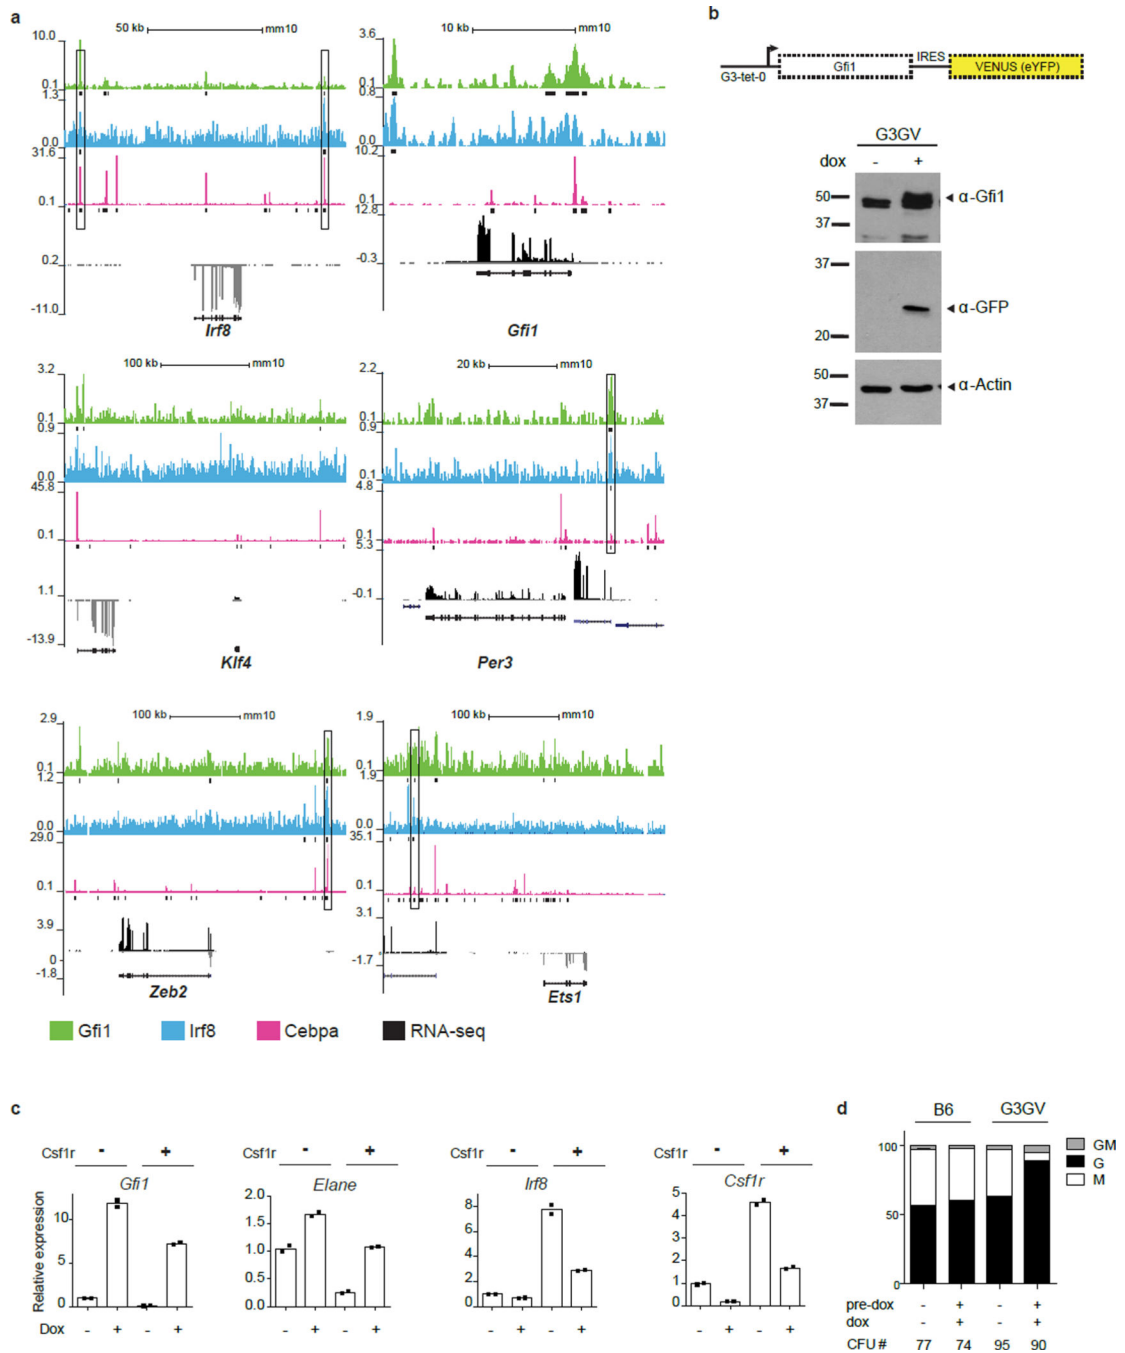 a
50 kb
mm10
10.0
0.1
1.3
0.0
31.6
0.1
0.2
-11.0
Irf8
10 kb
mm10
3.6
0.1
0.8
0.0
10.2
0.1
12.8
-0.3
Gfi1
100 kb
mm10
3.2
0.1
0.9
0.0
45.8
0.1
1.1
-13.9
Klf4
20 kb
mm10
2.2
0.1
0.9
0.1
4.8
0.1
5.3
-0.1
Per3
100 kb
mm10
2.9
0.1
1.2
0.0
29.0
0.1
3.9
0
-1.8
Zeb2
100 kb
mm10
1.9
0.1
1.9
0.0
35.1
0.1
3.1
-1.7
Ets1
Gfi1 Irf8 Cebpa RNA-seq
b
G3-tet-0
Gfi1
IRES
VENUS (eYFP)
G3GV
dox - +
50
37
α-Gfi1
37
20
α-GFP
50
37
α-Actin
c
Csf1r - +
Gfi1
Relative expression
10
5
0
Dox - + - +
Csf1r - +
Elane
2.0
1.5
1.0
0.5
0.0
- + - +
Csf1r - +
Irf8
8
6
4
2
0
- + - +
Csf1r - +
Csf1r
5
4
3
2
1
0
- + - +
d
B6 G3GV
100
50
0
GM
G
M
pre-dox - + - +
dox - + - +
CFU # 77 74 95 90